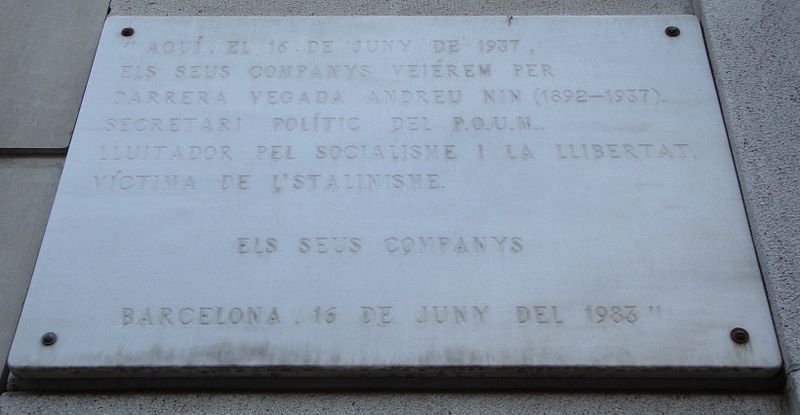 "AQUÍ, EL 16 DE JUNY DE 1937,
ELS SEUS COMPANYS VEIÉREM PER
DARRERA VEGADA ANDREU NIN (1892-1937).
SECRETARI POLÍTIC DEL P.O.U.M..
LLUITADOR PEL SOCIALISME I LA LLIBERTAT,
VÍCTIMA DE L'STALINISME.
ELS SEUS COMPANYS
BARCELONA, 16 DE JUNY DEL 1983"